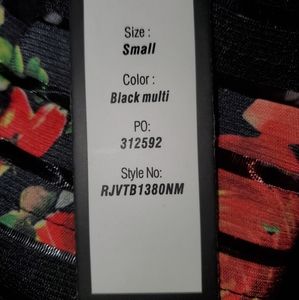 Size :
Small
Color :
Black multi
PO:
312592
Style No:
RJVTB1380NM